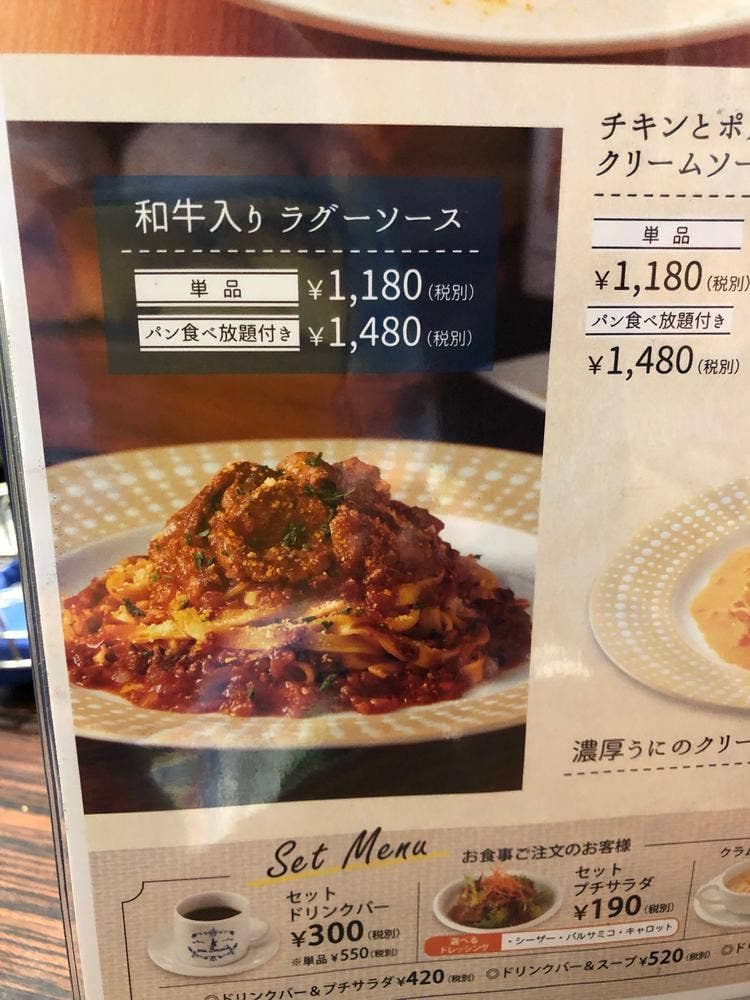 和牛入り ラグーソース
単品 ¥1,180(税別)
パン食べ放題付き ¥1,480(税別)
チキンとポ
クリームソー
単品
¥1,180(税別)
パン食べ放題付き
¥1,480(税別)
濃厚うにのクリー
Set Menu
お食事ご注文のお客様
セット
ドリンクバー
¥300(税別)
※単品¥550(税別)
セット
プチサラダ
¥190(税別)
選べる
ドレッシング
・シーザー・バルサミコ・キャロット
クラム
◎ドリンクバー&プチサラダ¥420(税別)
◎ドリンクバー&スープ¥520(税別)
◎ドリ